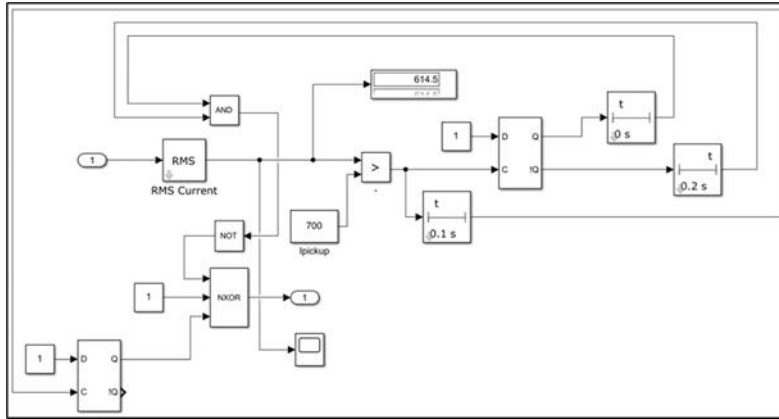 614.5
AND
t
0 s
1
D Q
C !Q
1
RMS
RMS Current
>
t
0.2 s
t
0.1 s
700
Ipickup
NOT
1
NXOR
1
1
D Q
C !Q